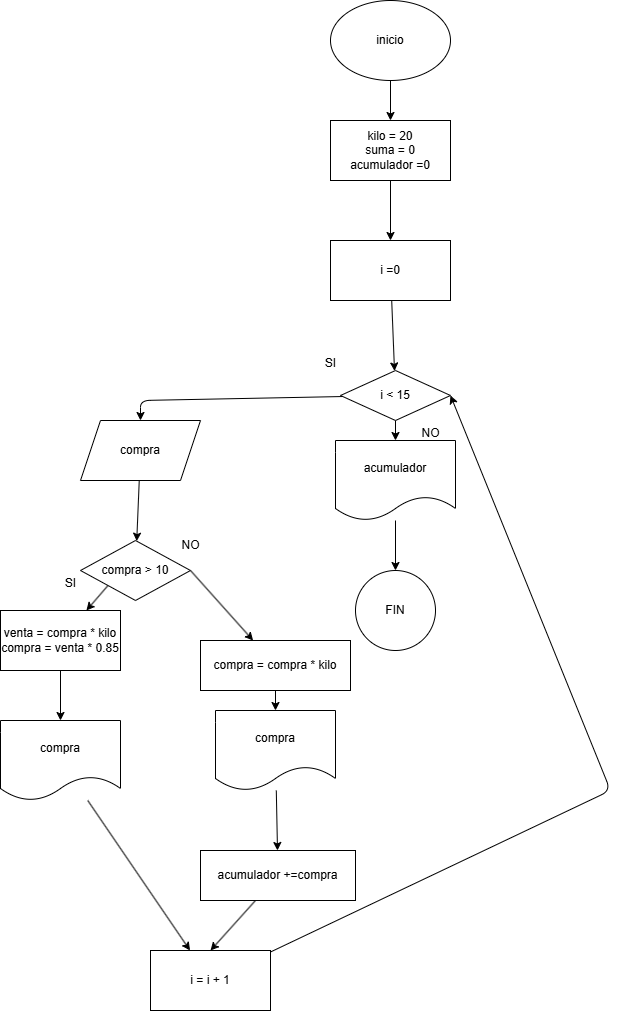 inicio
kilo = 20
suma = 0
acumulador =0
i =0
SI
i < 15
NO
compra
acumulador
compra > 10
NO
SI
FIN
venta = compra * kilo
compra = venta * 0.85
compra = compra * kilo
compra
compra
acumulador +=compra
i = i + 1